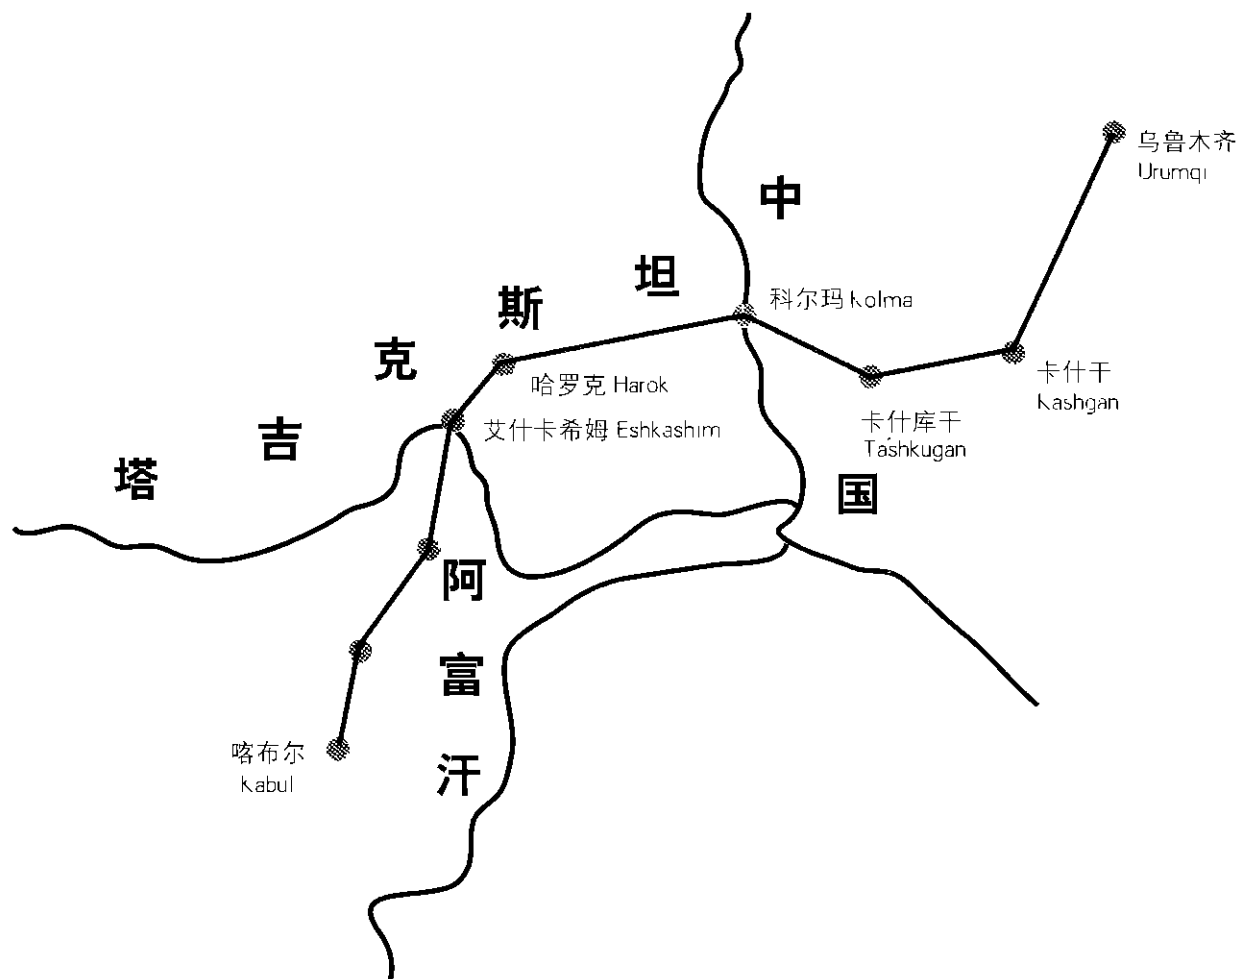 乌鲁木齐
Urumqi
中
坦
科尔玛 Kolma
斯
克
哈罗克 Harok
卡什干
Kashgan
吉
艾什卡希姆 Eshkashim
卡什库干
Tashkugan
塔
国
阿
富
喀布尔
Kabul
汗